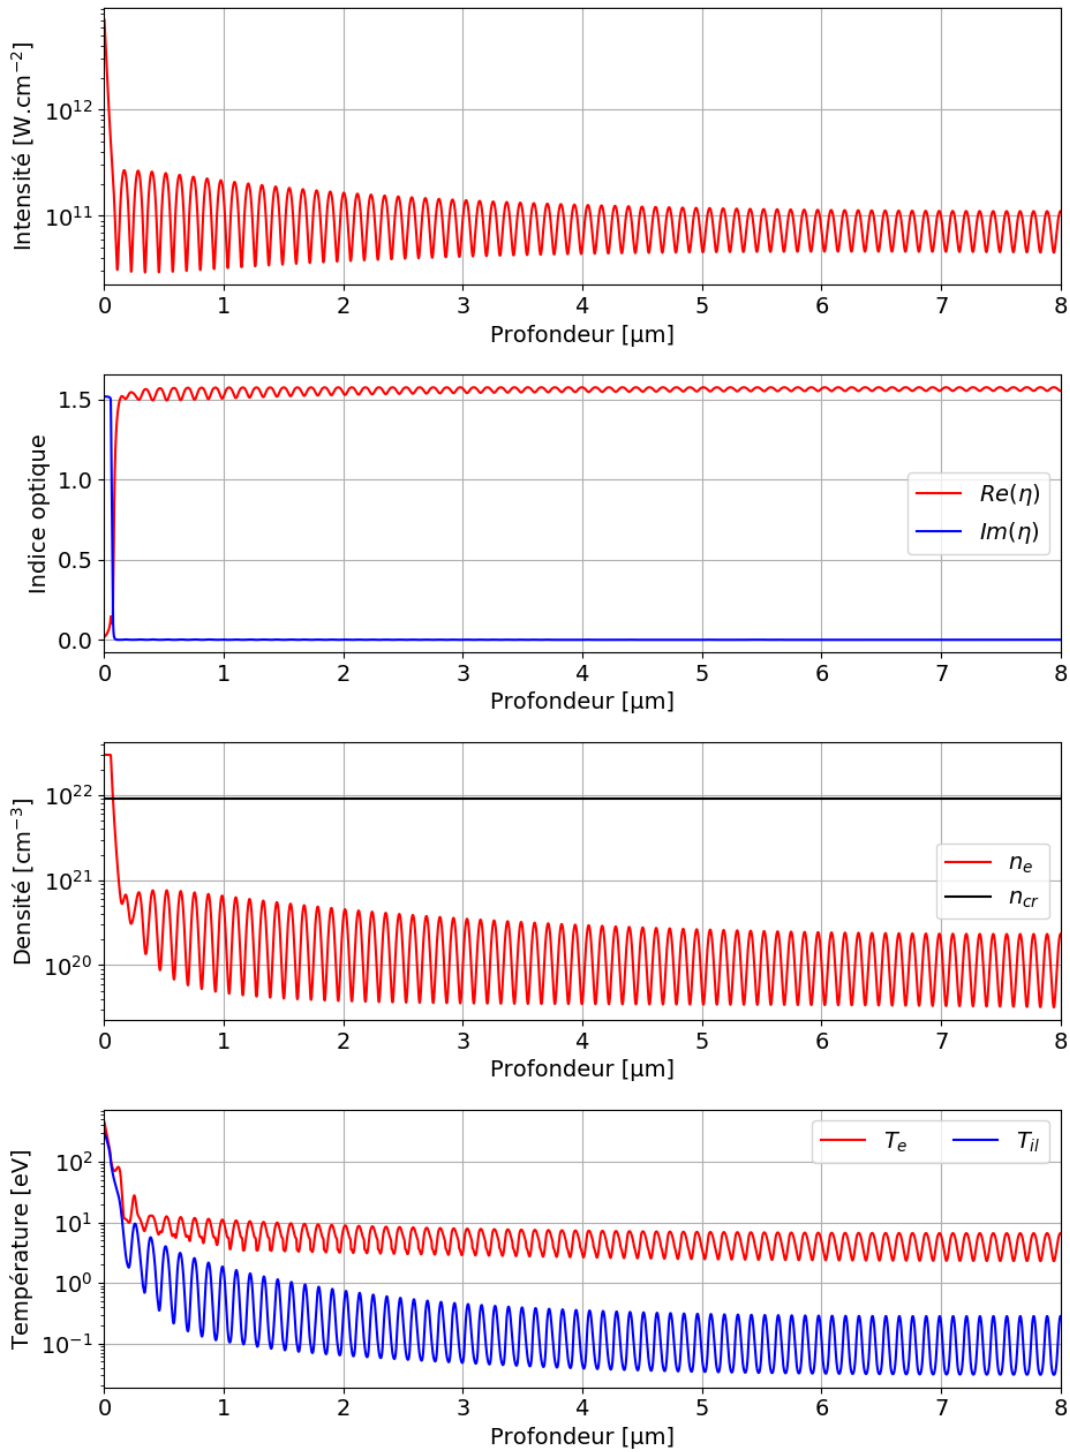 Intensité [W.cm⁻²]
10¹²
10¹¹
0 1 2 3 4 5 6 7 8
Profondeur [µm]
Indice optique
1.5
1.0
0.5
0.0
Re(η)
Im(η)
0 1 2 3 4 5 6 7 8
Profondeur [µm]
Densité [cm⁻³]
10²²
10²¹
10²⁰
nₑ
n_cr
0 1 2 3 4 5 6 7 8
Profondeur [µm]
Température [eV]
10²
10¹
10⁰
10⁻¹
Tₑ T_il
0 1 2 3 4 5 6 7 8
Profondeur [µm]